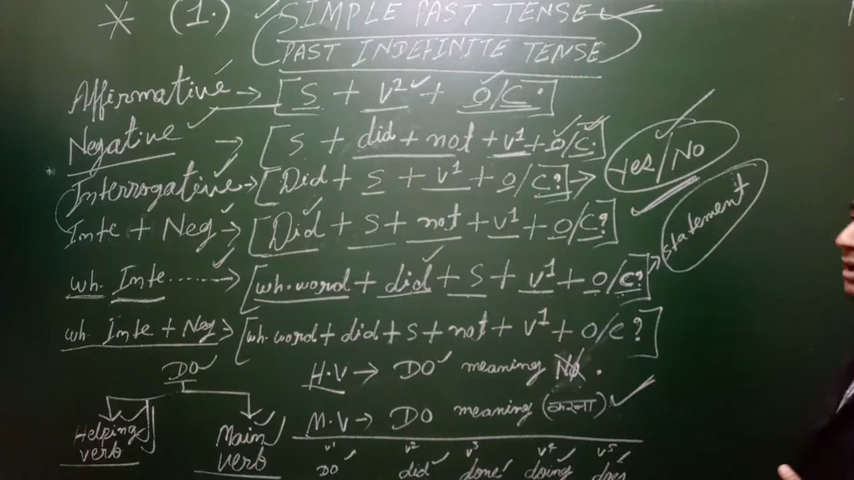 (1.) SIMPLE PAST TENSE
PAST INDEFINITE TENSE
Affirmative → [S + v² + O/C.]
Negative → [S + did + not + v¹ + O/C.]
Interrogative → [Did + S + v¹ + O/C?] → Yes/No
Inte + Neg → [Did + S + not + v¹ + O/C?]
wh. Inte ....... → [wh.word + did + S + v¹ + O/C?] → statement
wh Inte + Neg → [wh.word + did + S + not + v¹ + O/C?]
DO
H.V → DO meaning No.
M.V → DO meaning (करना)
Helping verb
Main verb
v¹ v² v³ v⁴ v⁵
DO did done doing does